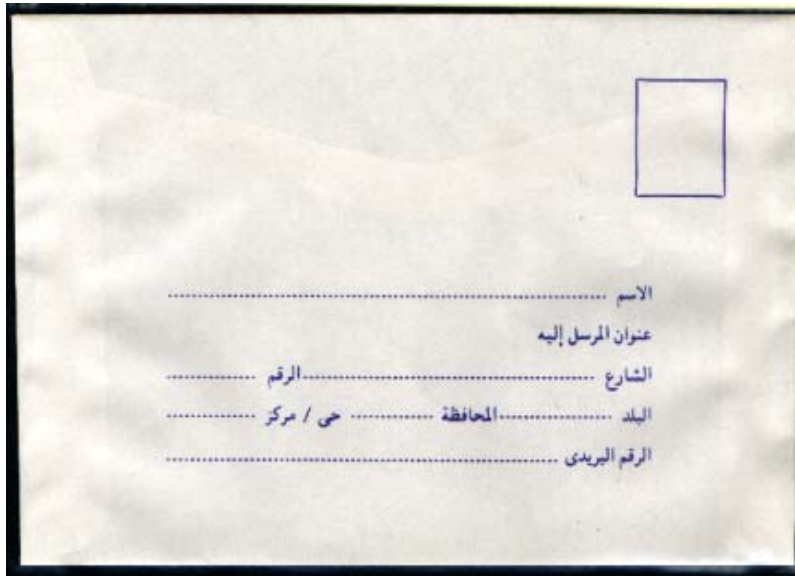 الاسم ..........................................................
عنوان المرسل إليه
الشارع ..........................................الرقم ..............
البلد ..................المحافظة ............. حى / مركز .............
الرقم البريدى ....................................................